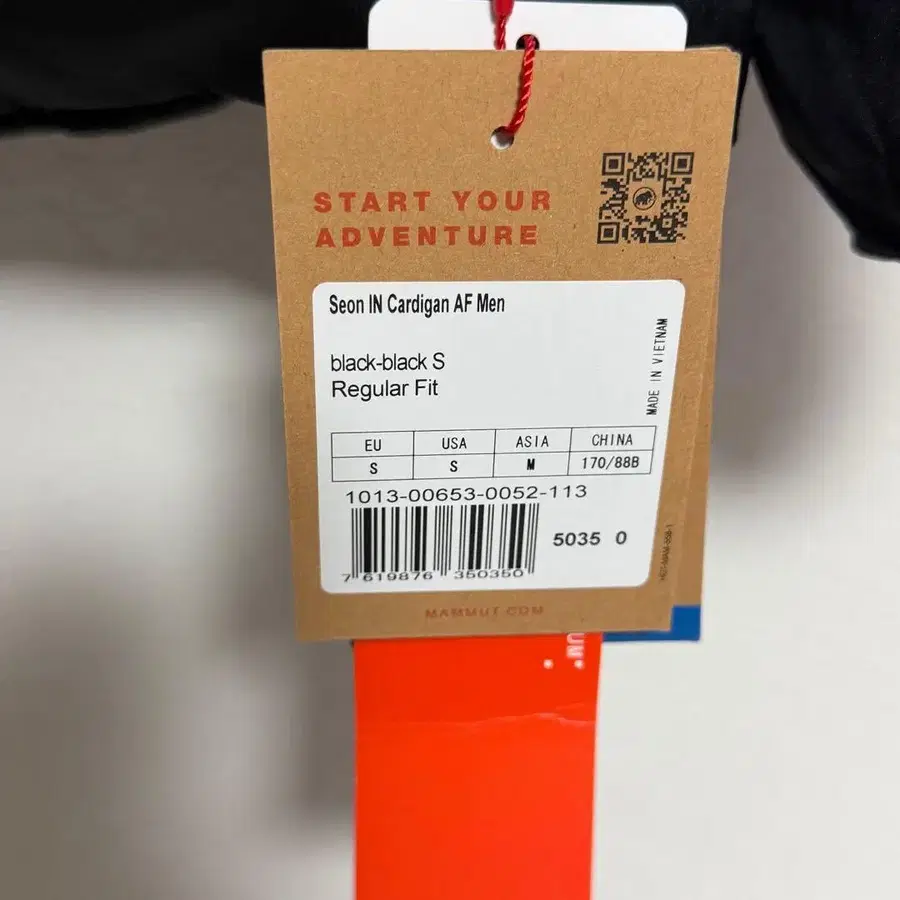 START YOUR
ADVENTURE
Seon IN Cardigan AF Men
black-black S
Regular Fit
MADE IN VIETNAM
EU USA ASIA CHINA
S S M 170/88B
1013-00653-0052-113
5035 0
7 619876 350350
MAMMUT.COM